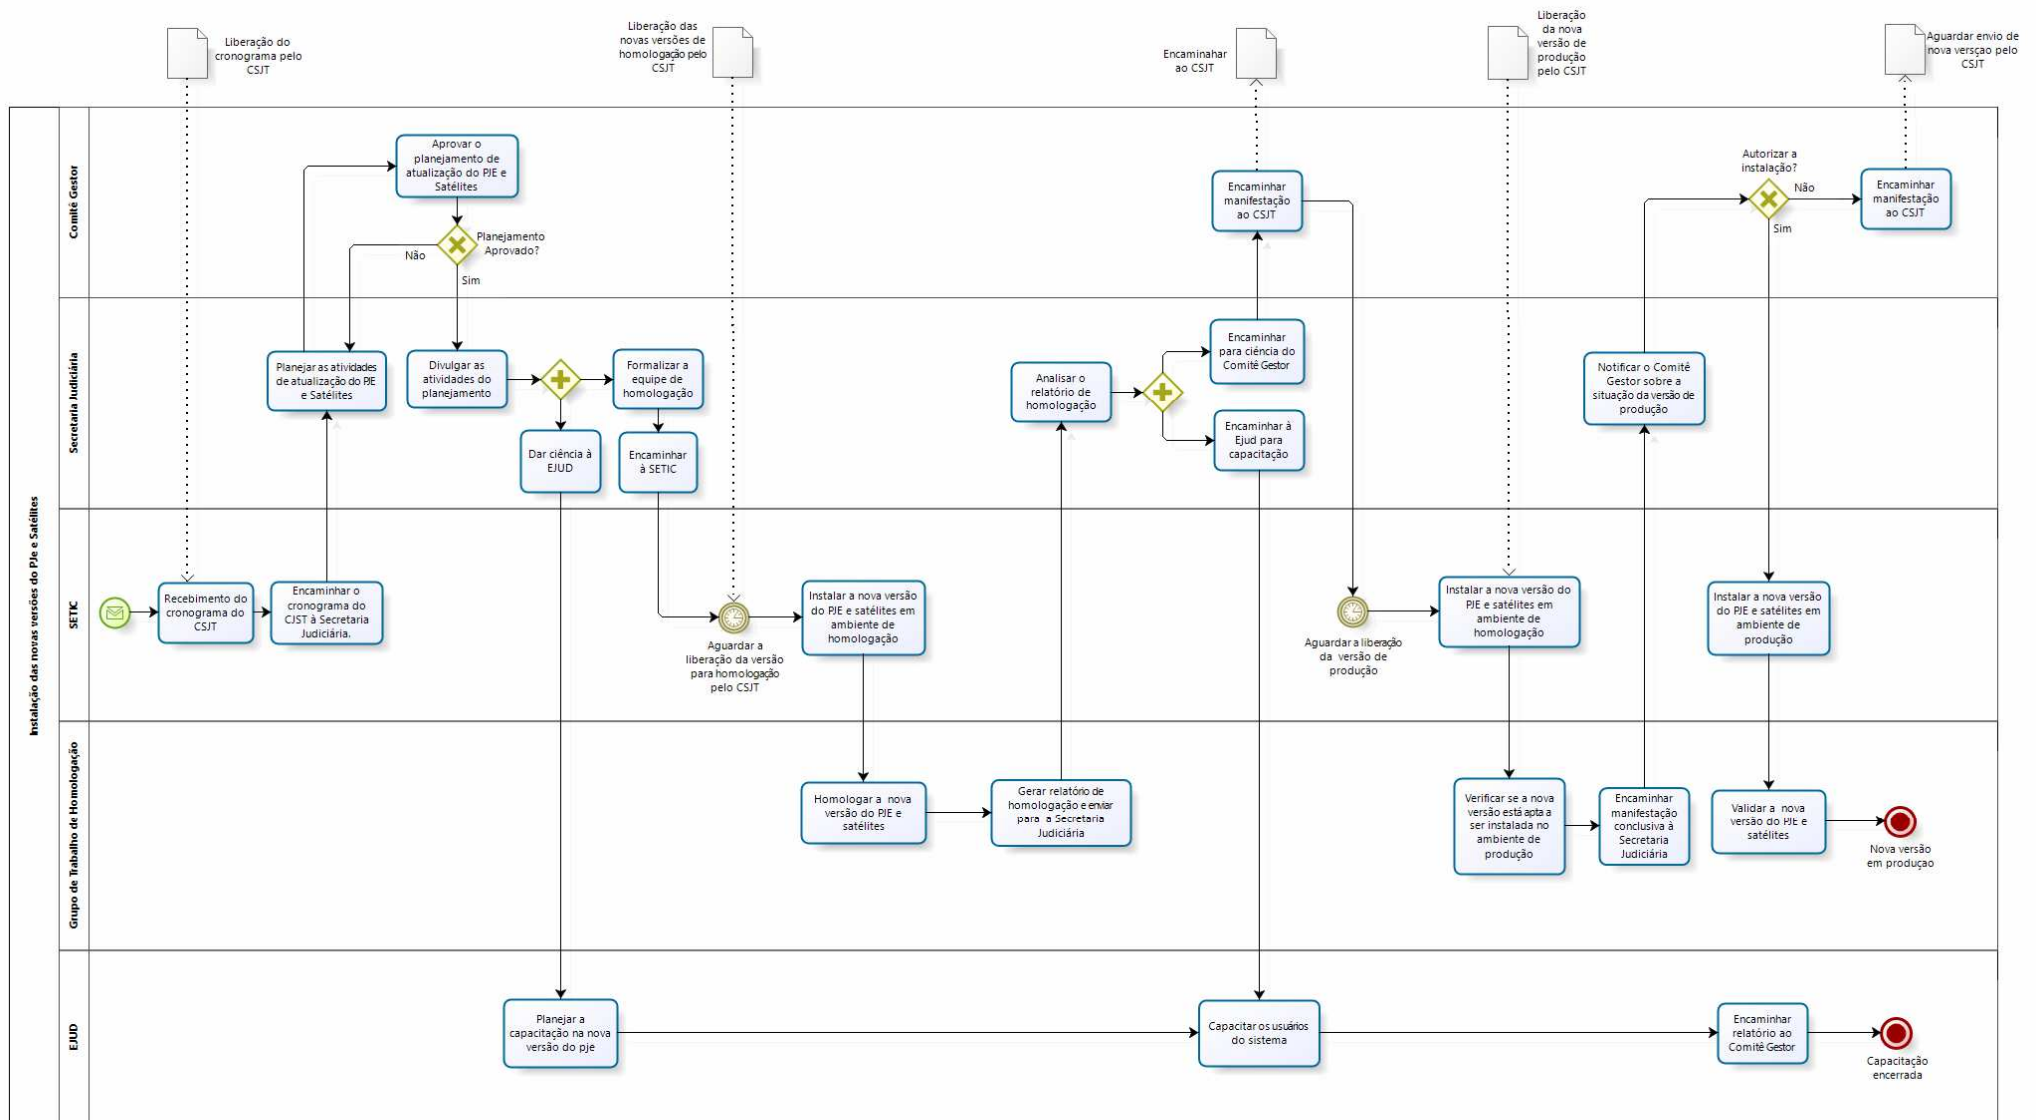 Liberação do
cronograma pelo
CSJT
Liberação das
novas versões de
homologação pelo
CSJT
Encaminahar
ao CSJT
Liberação
da nova
versão de
produção
pelo CSJT
Aguardar envio de
nova versçao pelo
CSJT
Instalação das novas versões do PJe e Satélites
Comitê Gestor
Aprovar o
planejamento de
atualização do PJE e
Satélites
Planejamento
Aprovado?
Não
Sim
Encaminhar
manifestação
ao CSJT
Autorizar a
instalação?
Não
Sim
Encaminhar
manifestação
ao CSJT
Secretaria Judiciária
Planejar as atividades
de atualização do PJE
e Satélites
Divulgar as
atividades do
planejamento
Formalizar a
equipe de
homologação
Dar ciência à
EJUD
Encaminhar
à SETIC
Analisar o
relatório de
homologação
Encaminhar
para ciência do
Comitê Gestor
Encaminhar à
Ejud para
capacitação
Notificar o Comitê
Gestor sobre a
situação da versão de
produção
SETIC
Recebimento do
cronograma do
CSJT
Encaminhar o
cronograma do
CJST à Secretaria
Judiciária.
Aguardar a
liberação da versão
para homologação
pelo CSJT
Instalar a nova versão
do PJE e satélites em
ambiente de
homologação
Aguardar a liberação
da versão de
produção
Instalar a nova versão do
PJE e satélites em
ambiente de
homologação
Instalar a nova versão
do PJE e satélites em
ambiente de
produção
Grupo de Trabalho de Homologação
Homologar a nova
versão do PJE e
satélites
Gerar relatório de
homologação e enviar
para a Secretaria
Judiciária
Verificar se a nova
versão está apta a
ser instalada no
ambiente de
produção
Encaminhar
manifestação
conclusiva à
Secretaria
Judiciária
Validar a nova
versão do PJE e
satélites
Nova versão
em produçao
EJUD
Planejar a
capacitação na nova
versão do pje
Capacitar os usuários
do sistema
Encaminhar
relatório ao
Comitê Gestor
Capacitação
encerrada